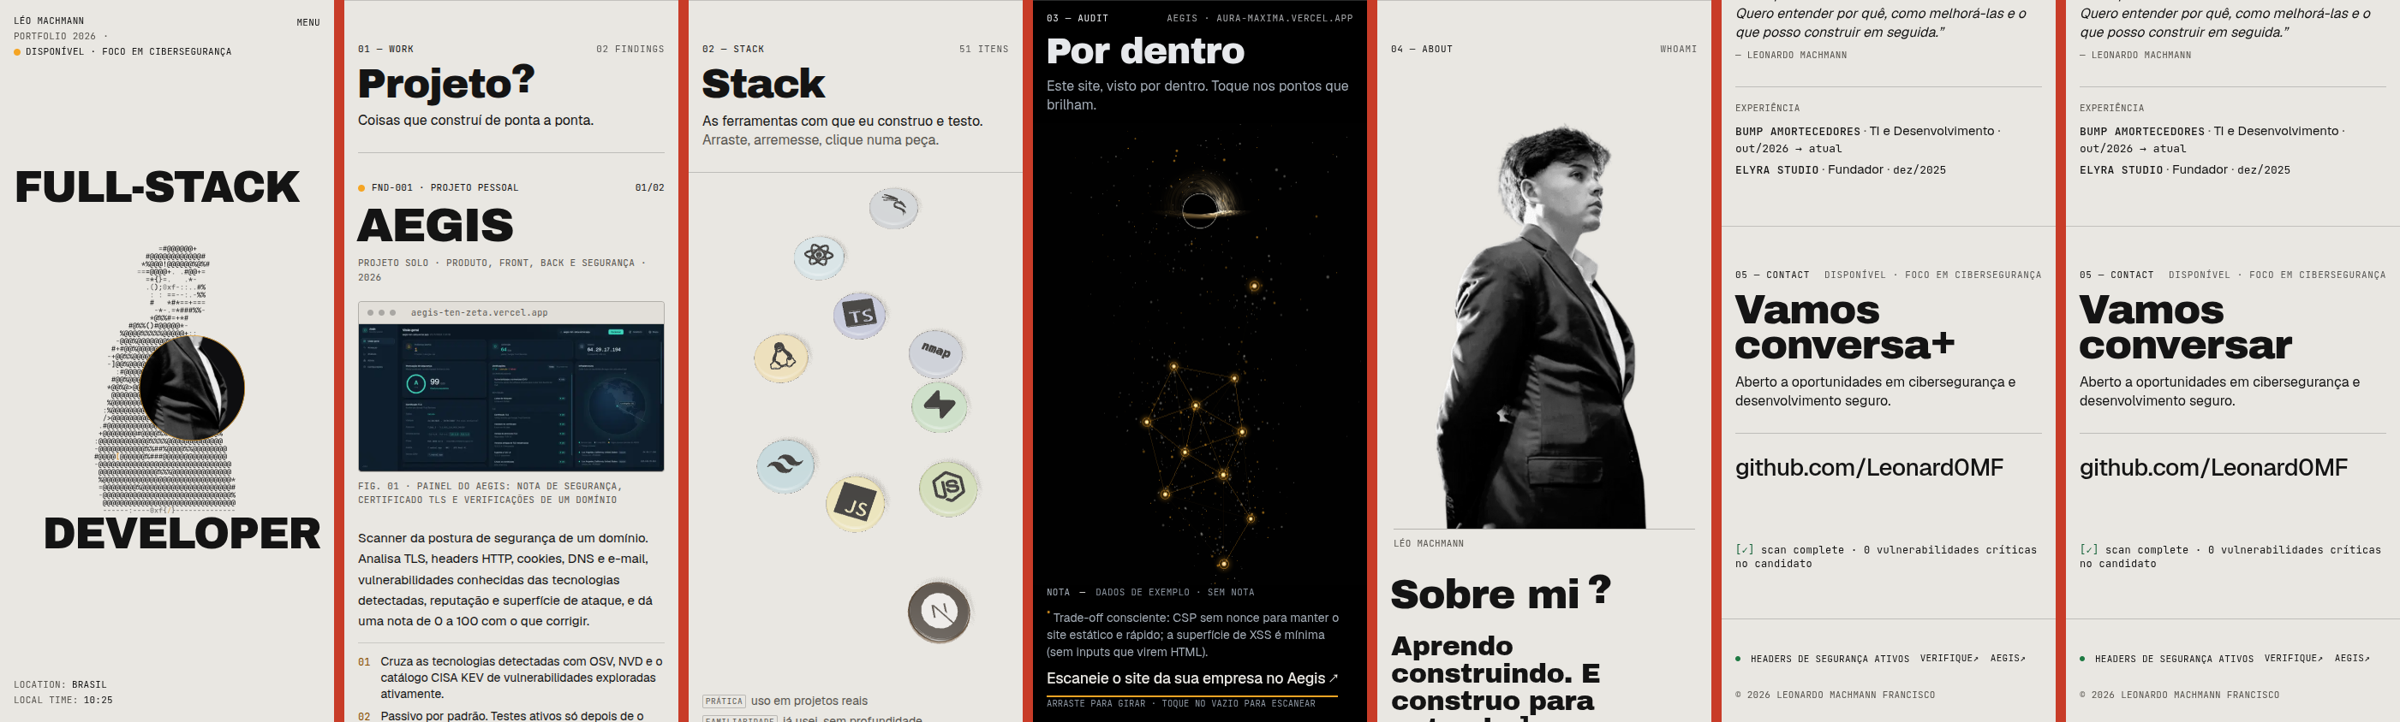 LÉO MACHMANN
MENU
PORTFOLIO 2026 ·
DISPONÍVEL · FOCO EM CIBERSEGURANÇA
FULL-STACK
DEVELOPER
LOCATION: BRASIL
LOCAL TIME: 10:25
01 — WORK
02 FINDINGS
Projeto?
Coisas que construí de ponta a ponta.
FND-001 · PROJETO PESSOAL
01/02
AEGIS
PROJETO SOLO · PRODUTO, FRONT, BACK E SEGURANÇA ·
2026
aegis-ten-zeta.vercel.app
FIG. 01 · PAINEL DO AEGIS: NOTA DE SEGURANÇA,
CERTIFICADO TLS E VERIFICAÇÕES DE UM DOMÍNIO
Scanner da postura de segurança de um domínio.
Analisa TLS, headers HTTP, cookies, DNS e e-mail,
vulnerabilidades conhecidas das tecnologias
detectadas, reputação e superfície de ataque, e dá
uma nota de 0 a 100 com o que corrigir.
01 Cruza as tecnologias detectadas com OSV, NVD e o
catálogo CISA KEV de vulnerabilidades exploradas
ativamente.
02 Passivo por padrão. Testes ativos só depois de o
02 — STACK
51 ITENS
Stack
As ferramentas com que eu construo e testo.
Arraste, arremesse, clique numa peça.
TS
nmap
JS
PRÁTICA uso em projetos reais
FAMILIARIDADE já usei, sem profundidade
03 — AUDIT
AEGIS · AURA-MAXIMA.VERCEL.APP
Por dentro
Este site, visto por dentro. Toque nos pontos que
brilham.
NOTA — DADOS DE EXEMPLO · SEM NOTA
* Trade-off consciente: CSP sem nonce para manter o
site estático e rápido; a superfície de XSS é mínima
(sem inputs que virem HTML).
Escaneie o site da sua empresa no Aegis ↗
ARRASTE PARA GIRAR · TOQUE NO VAZIO PARA ESCANEAR
04 — ABOUT
WHOAMI
LÉO MACHMANN
Sobre mi ?
Aprendo
construindo. E
construo para
Quero entender por quê, como melhorá-las e o
que posso construir em seguida.”
— LEONARDO MACHMANN
EXPERIÊNCIA
BUMP AMORTECEDORES · TI e Desenvolvimento ·
out/2026 → atual
ELYRA STUDIO · Fundador · dez/2025
05 — CONTACT
DISPONÍVEL · FOCO EM CIBERSEGURANÇA
Vamos
conversa+
Aberto a oportunidades em cibersegurança e
desenvolvimento seguro.
github.com/Leonard0MF
[✓] scan complete · 0 vulnerabilidades críticas
no candidato
HEADERS DE SEGURANÇA ATIVOS VERIFIQUE↗ AEGIS↗
© 2026 LEONARDO MACHMANN FRANCISCO
Quero entender por quê, como melhorá-las e o
que posso construir em seguida.”
— LEONARDO MACHMANN
EXPERIÊNCIA
BUMP AMORTECEDORES · TI e Desenvolvimento ·
out/2026 → atual
ELYRA STUDIO · Fundador · dez/2025
05 — CONTACT
DISPONÍVEL · FOCO EM CIBERSEGURANÇA
Vamos
conversar
Aberto a oportunidades em cibersegurança e
desenvolvimento seguro.
github.com/Leonard0MF
[✓] scan complete · 0 vulnerabilidades críticas
no candidato
HEADERS DE SEGURANÇA ATIVOS VERIFIQUE↗ AEGIS↗
© 2026 LEONARDO MACHMANN FRANCISCO